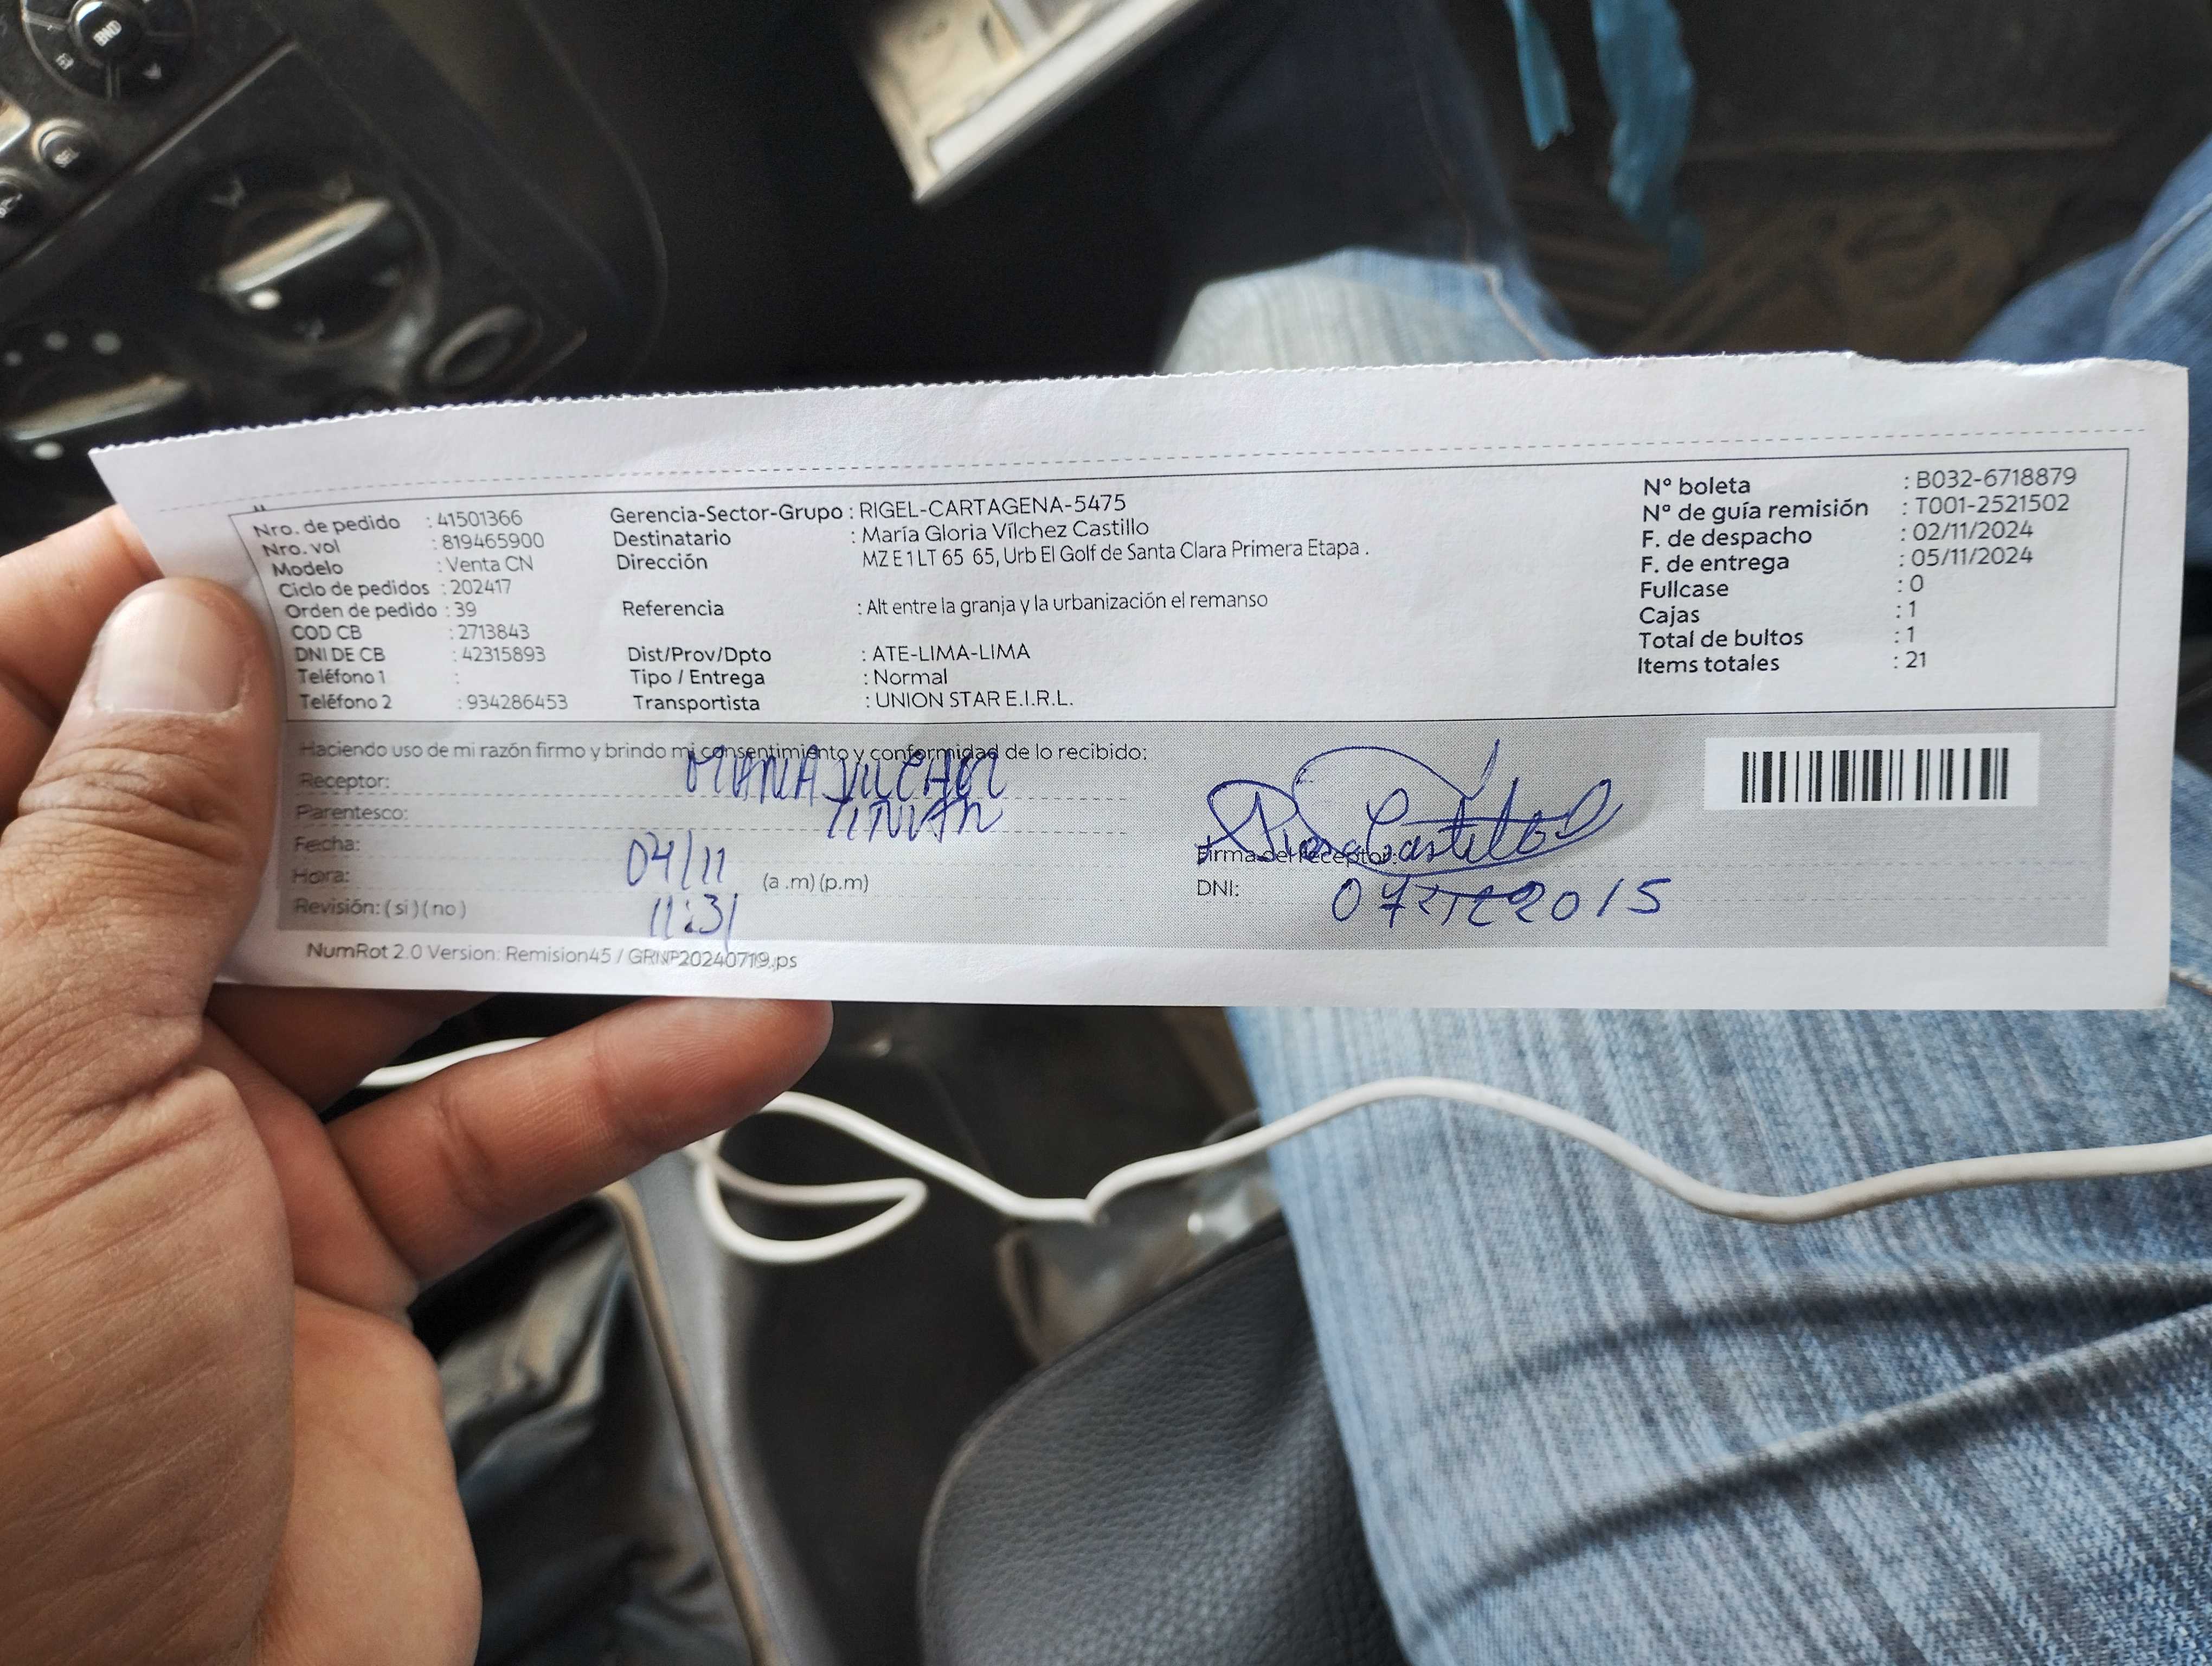 BND
SEL
Nro. de pedido : 41501366
Nro. vol : 819465900
Modelo : Venta CN
Ciclo de pedidos : 202417
Orden de pedido : 39
COD CB : 2713843
DNI DE CB : 42315893
Teléfono 1 :
Teléfono 2 : 934286453
Gerencia-Sector-Grupo : RIGEL-CARTAGENA-5475
Destinatario : María Gloria Vílchez Castillo
Dirección MZ E 1 LT 65 65, Urb El Golf de Santa Clara Primera Etapa .
Referencia : Alt entre la granja y la urbanización el remanso
Dist/Prov/Dpto : ATE-LIMA-LIMA
Tipo / Entrega : Normal
Transportista : UNION STAR E.I.R.L.
N° boleta : B032-6718879
N° de guía remisión : T001-2521502
F. de despacho : 02/11/2024
F. de entrega : 05/11/2024
Fullcase : 0
Cajas : 1
Total de bultos : 1
Items totales : 21
Haciendo uso de mi razón firmo y brindo mi consentimiento y conformidad de lo recibido:
Receptor: MARIA VILCHEZ
Parentesco:
Fecha: 04/11
Hora: 11:31 (a .m) (p.m)
Revisión: ( si ) ( no )
Castillo
Firma del receptor:
DNI:
NumRot 2.0 Version: Remision45 / GRNP20240719.ps